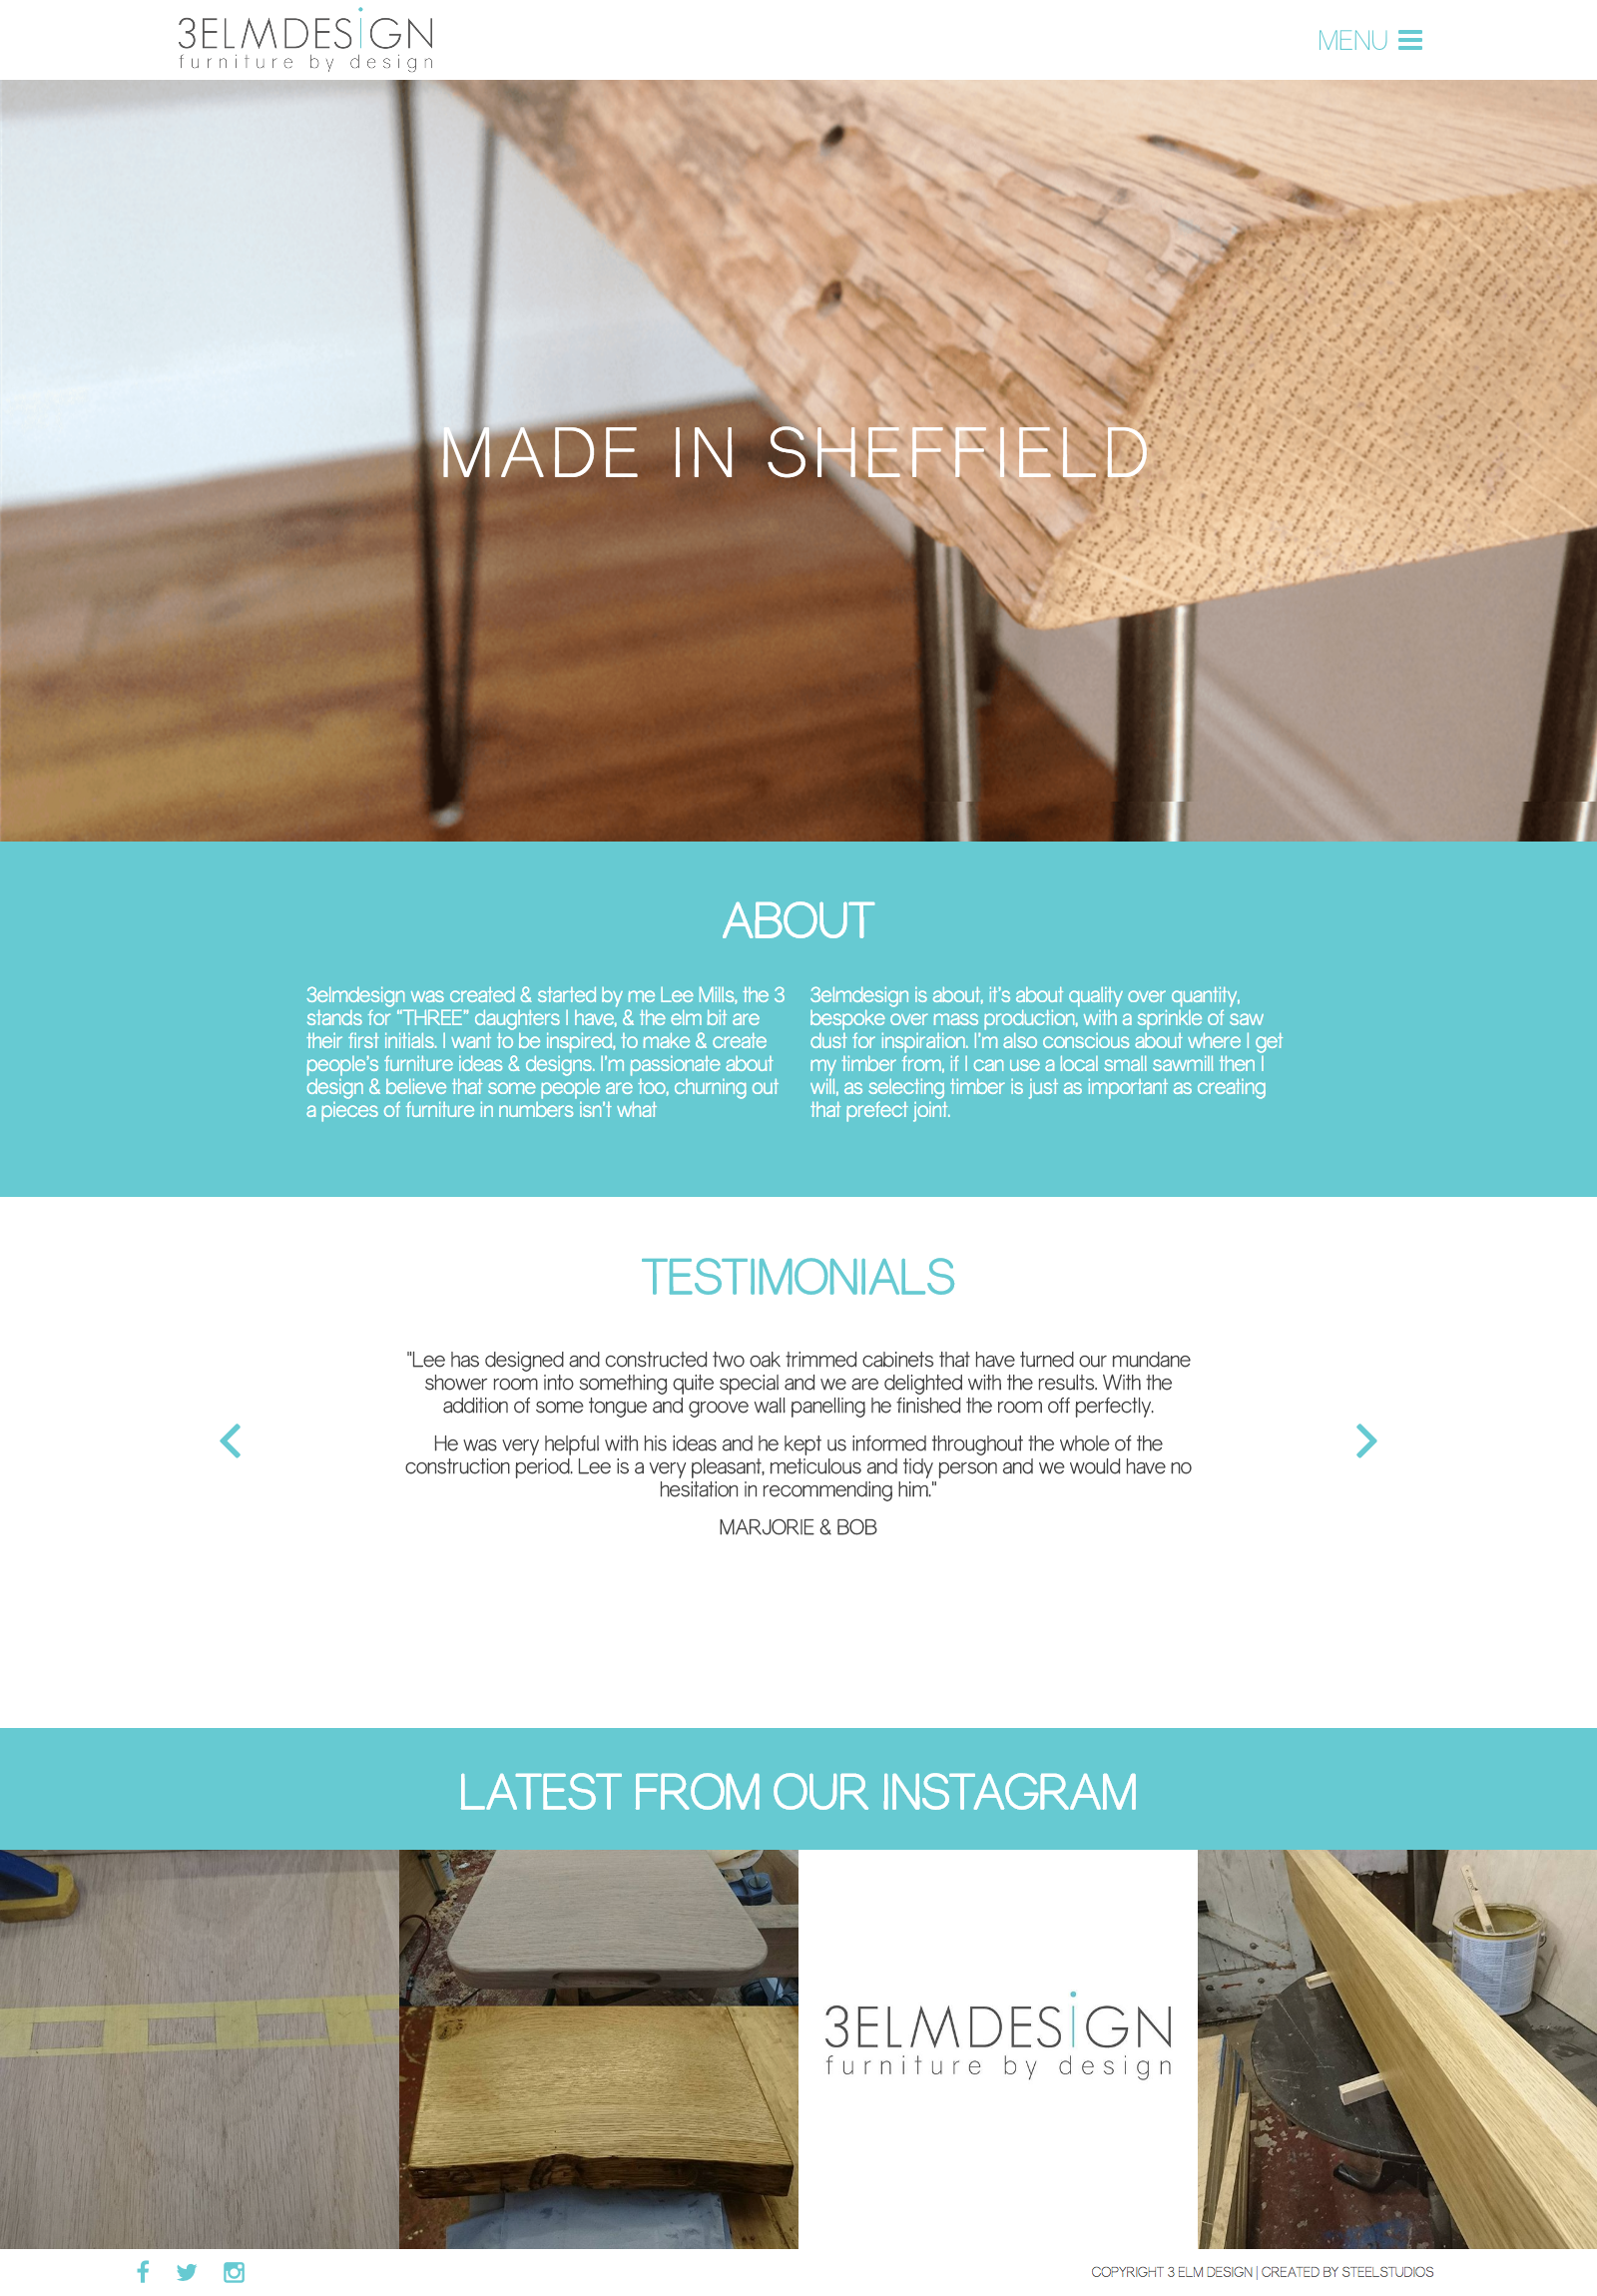 3ELMDESiGN
furniture by design
MENU
MADE IN SHEFFIELD
ABOUT
3elmdesign was created & started by me Lee Mills, the 3
stands for “THREE” daughters I have, & the elm bit are
their first initials. I want to be inspired, to make & create
people’s furniture ideas & designs. I’m passionate about
design & believe that some people are too, churning out
a pieces of furniture in numbers isn’t what
3elmdesign is about, it’s about quality over quantity,
bespoke over mass production, with a sprinkle of saw
dust for inspiration. I’m also conscious about where I get
my timber from, if I can use a local small sawmill then I
will, as selecting timber is just as important as creating
that prefect joint.
TESTIMONIALS
"Lee has designed and constructed two oak trimmed cabinets that have turned our mundane
shower room into something quite special and we are delighted with the results. With the
addition of some tongue and groove wall panelling he finished the room off perfectly.
He was very helpful with his ideas and he kept us informed throughout the whole of the
construction period. Lee is a very pleasant, meticulous and tidy person and we would have no
hesitation in recommending him."
MARJORIE & BOB
LATEST FROM OUR INSTAGRAM
3ELMDESiGN
furniture by design
COPYRIGHT 3 ELM DESIGN | CREATED BY STEELSTUDIOS